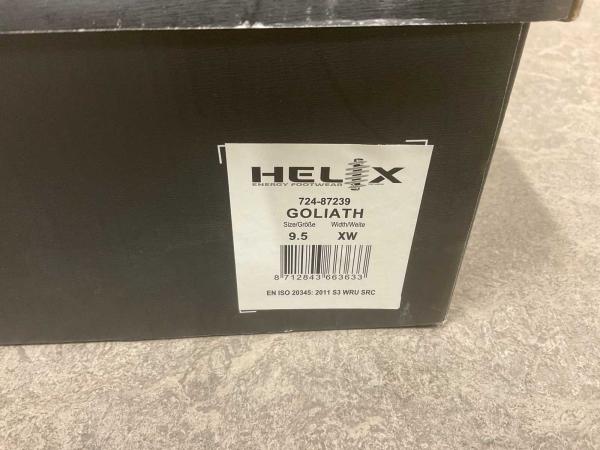 HELIX
ENERGY FOOTWEAR
724-87239
GOLIATH
Size/Größe Width/Weite
9.5 XW
8 712843 663633
EN ISO 20345: 2011 S3 WRU SRC